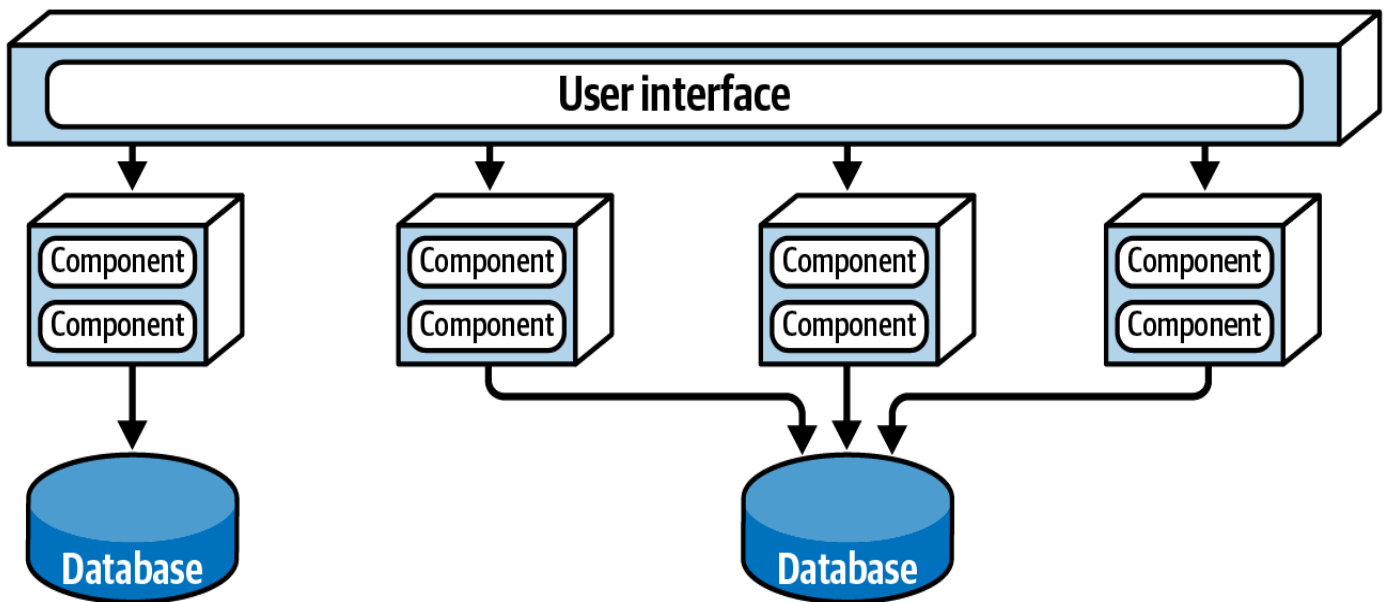 User interface
Component
Component
Component
Component
Component
Component
Component
Component
Database
Database